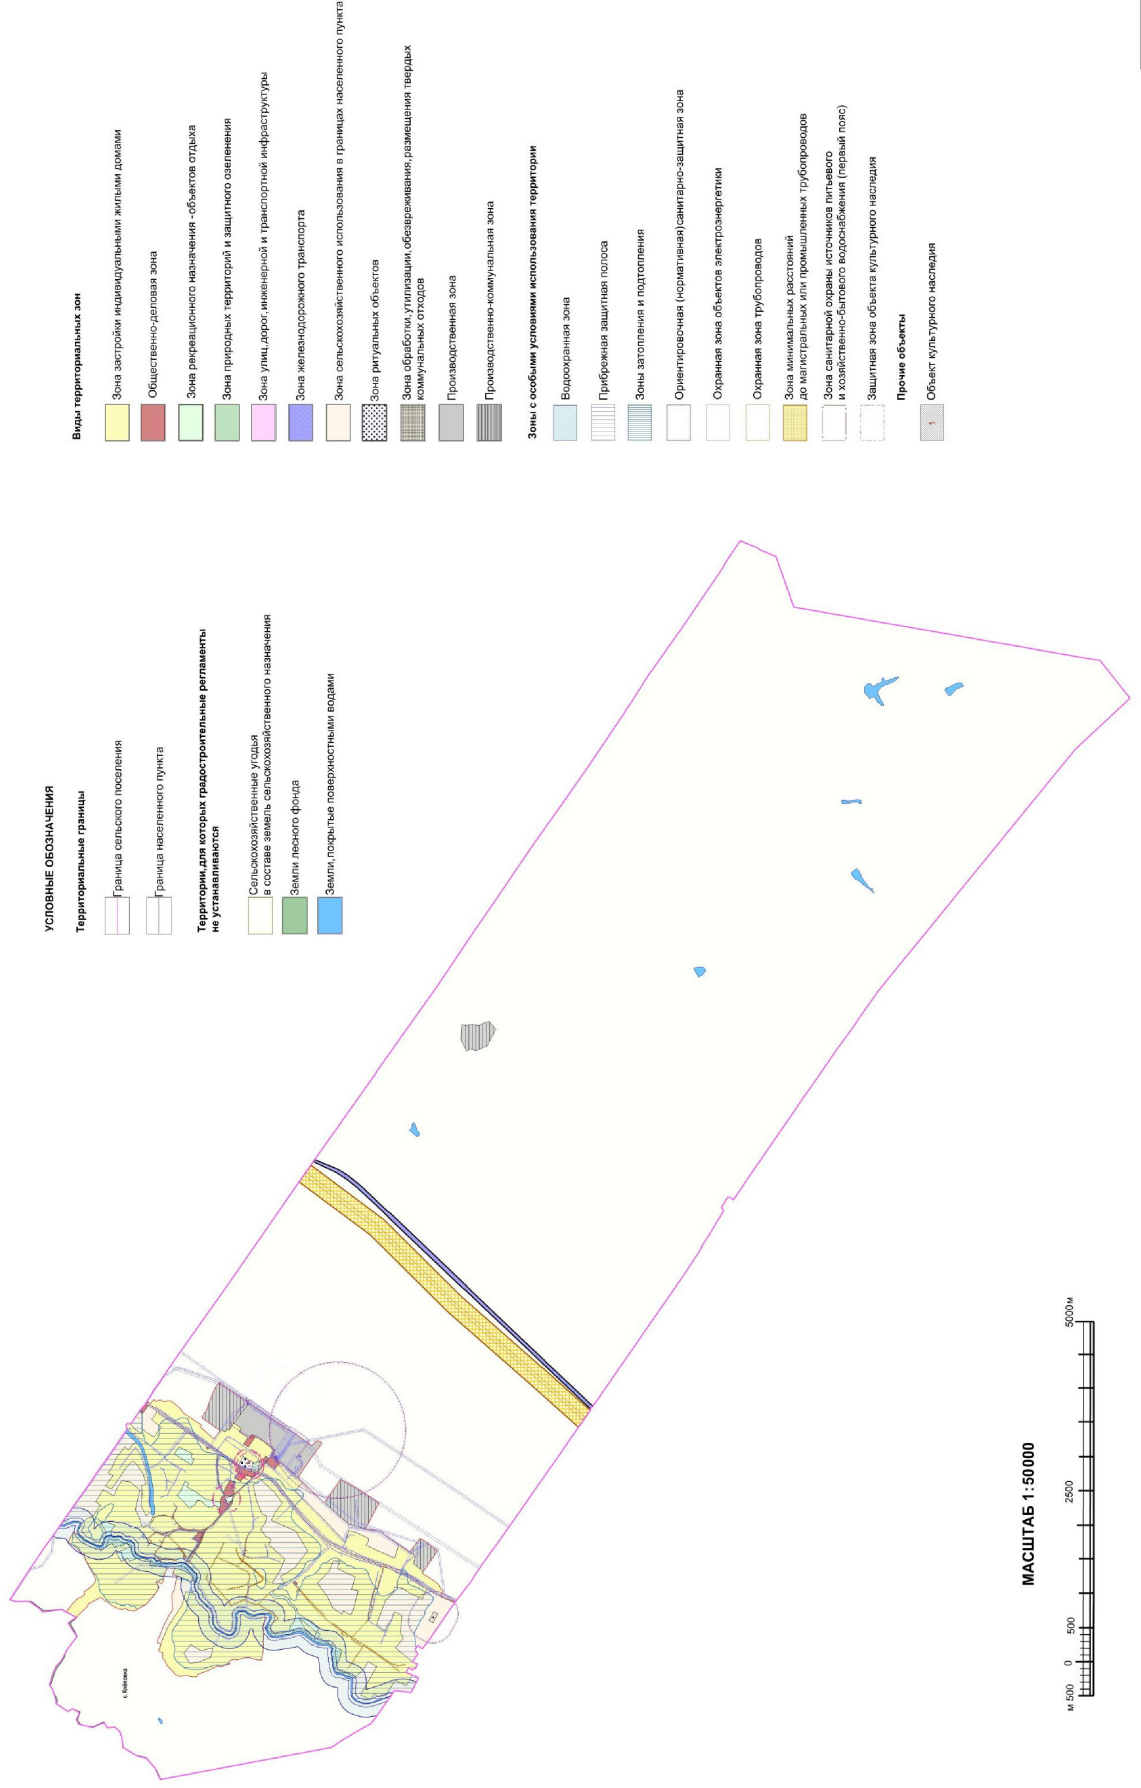 УСЛОВНЫЕ ОБОЗНАЧЕНИЯ
Территориальные границы
Граница сельского поселения
Граница населенного пункта
Территории,для которых градостроительные регламенты
не устанавливаются
Сельскохозяйственные угодья
в составе земель сельскохозяйственного назначения
Земли лесного фонда
Земли,покрытые поверхностными водами
Виды территориальных зон
Зона застройки индивидуальными жилыми домами
Общественно-деловая зона
Зона рекреационного назначения -объектов отдыха
Зона природных территорий и защитного озеленения
Зона улиц,дорог,инженерной и транспортной инфраструктуры
Зона железнодорожного транспорта
Зона сельскохозяйственного использования в границах населенного пункта
Зона ритуальных объектов
Зона обработки,утилизации,обезвреживания,размещения твердых
коммунальных отходов
Производственная зона
Производственно-коммунальная зона
Зоны с особыми условиями использования территории
Водоохранная зона
Прибрежная защитная полоса
Зоны затопления и подтопления
Ориентировочная (нормативная)санитарно-защитная зона
Охранная зона объектов электроэнергетики
Охранная зона трубопроводов
Зона минимальных расстояний
до магистральных или промышленных трубопроводов
Зона санитарной охраны источников питьевого
и хозяйственно-бытового водоснабжения (первый пояс)
Защитная зона объекта культурного наследия
Прочие объекты
1
Объект культурного наследия
МАСШТАБ 1:50000
м 500 0 500 2500 5000м